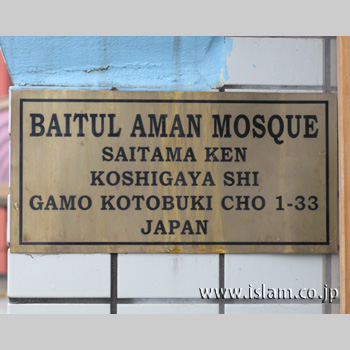 BAITUL AMAN MOSQUE
SAITAMA KEN
KOSHIGAYA SHI
GAMO KOTOBUKI CHO 1-33
JAPAN
www.islam.co.jp